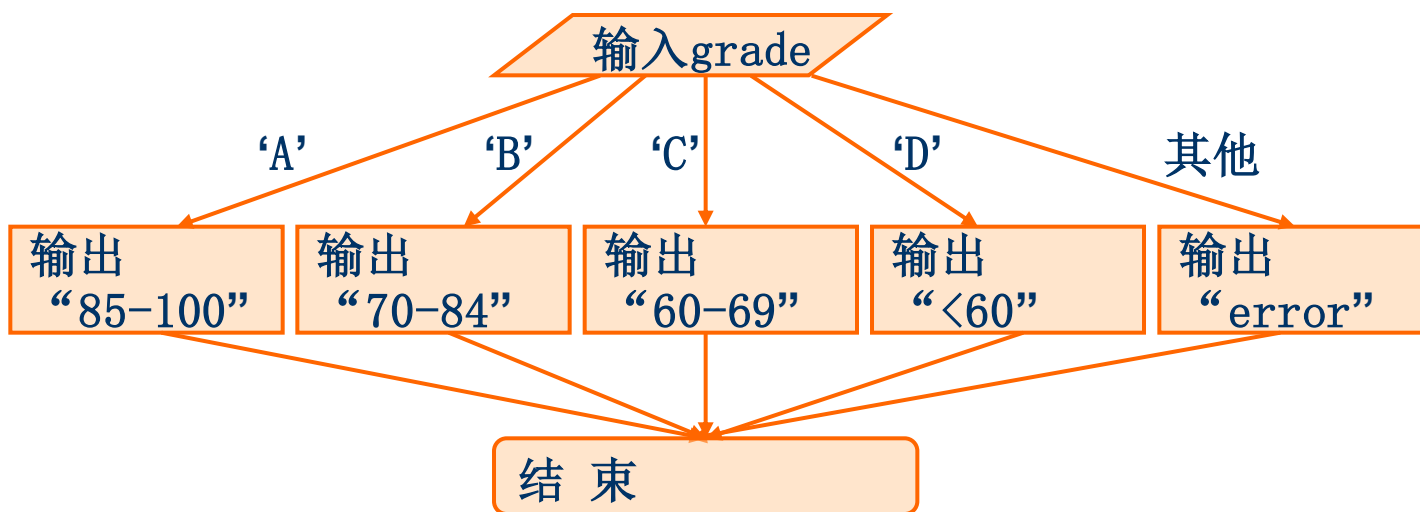 输入grade
‘A’ ‘B’ ‘C’ ‘D’ 其他
输出
“85-100”
输出
“70-84”
输出
“60-69”
输出
“<60”
输出
“error”
结 束